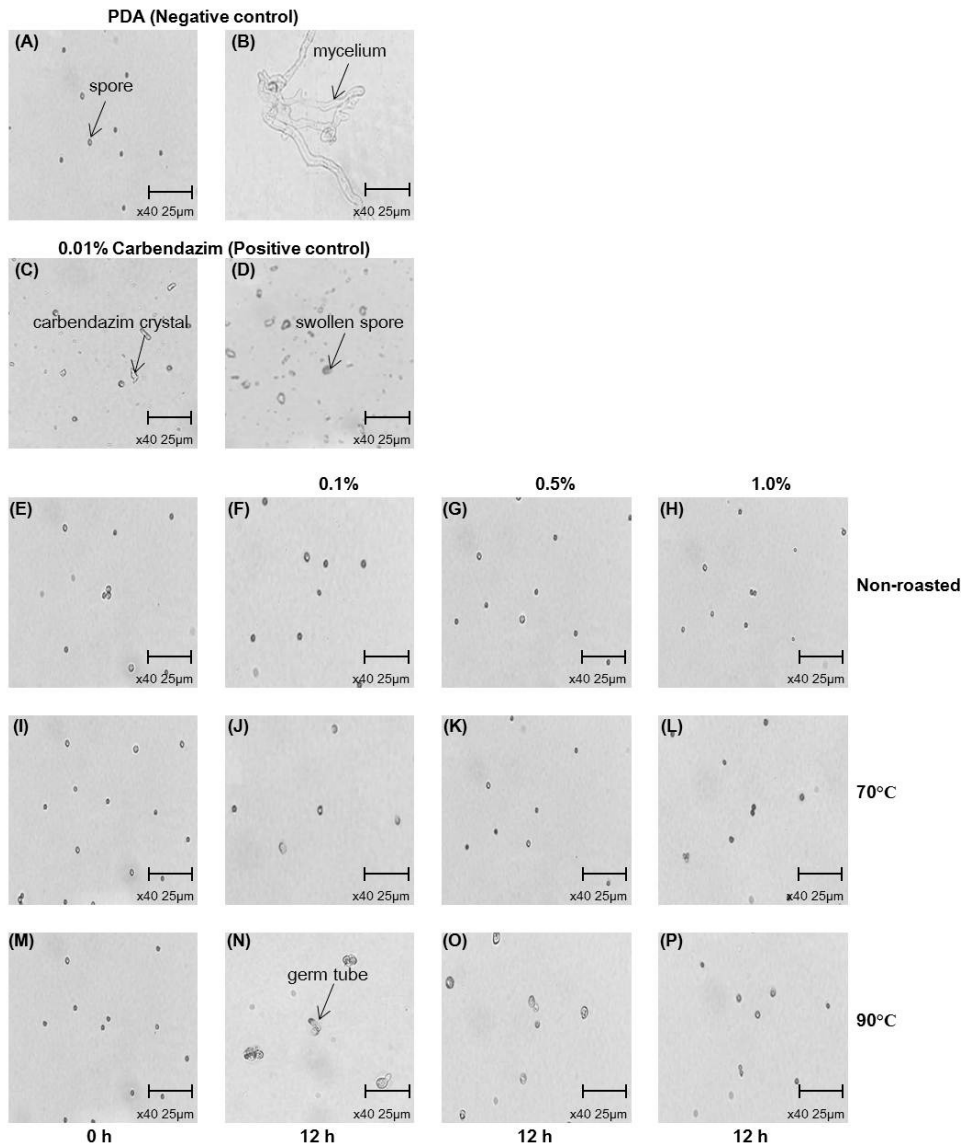 PDA (Negative control)
(A)
spore
x40 25µm
(B)
mycelium
x40 25µm
0.01% Carbendazim (Positive control)
(C)
carbendazim crystal
x40 25µm
(D)
swollen spore
x40 25µm
0.1% 0.5% 1.0%
(E)
x40 25µm
(F)
x40 25µm
(G)
x40 25µm
(H)
x40 25µm
Non-roasted
(I)
x40 25µm
(J)
x40 25µm
(K)
x40 25µm
(L)
x40 25µm
70°C
(M)
x40 25µm
(N)
germ tube
x40 25µm
(O)
x40 25µm
(P)
x40 25µm
90°C
0 h 12 h 12 h 12 h